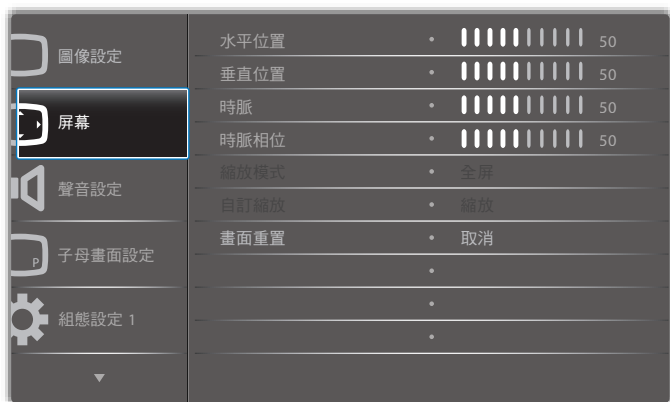 圖像設定
屏幕
聲音設定
P
子母畫面設定
組態設定 1
水平位置 • 50
垂直位置 • 50
時脈 • 50
時脈相位 • 50
縮放模式 • 全屏
自訂縮放 • 縮放
畫面重置 • 取消
•
•
•